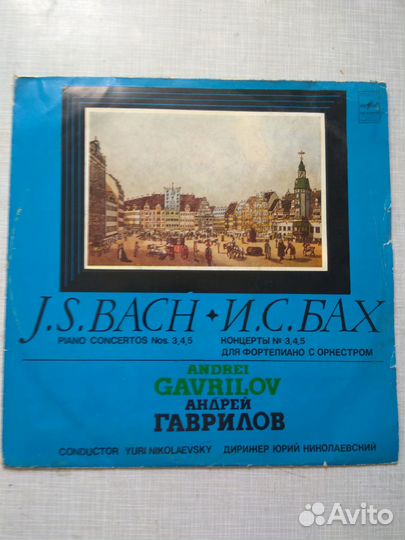 J.S.BACH ✦ И.С.БАХ
PIANO CONCERTOS Nos. 3,4,5
КОНЦЕРТЫ № 3,4,5
ДЛЯ ФОРТЕПИАНО С ОРКЕСТРОМ
ANDREI
GAVRILOV
АНДРЕЙ
ГАВРИЛОВ
CONDUCTOR YURI NIKOLAEVSKY ДИРИЖЕР ЮРИЙ НИКОЛАЕВСКИЙ
Avito